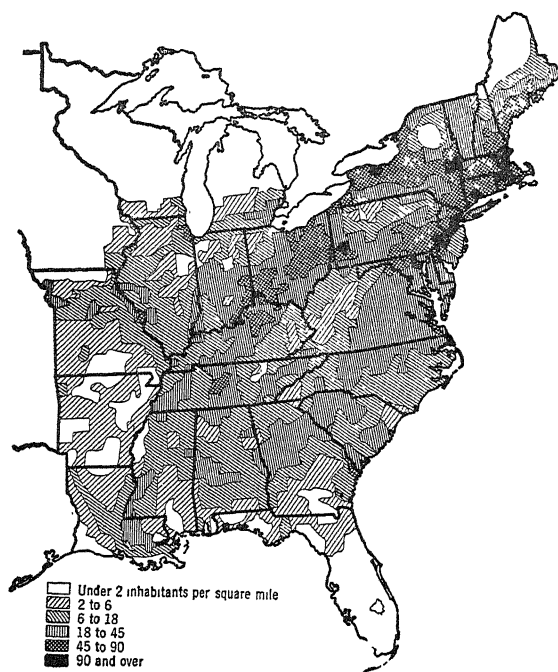 Under 2 inhabitants per square mile
2 to 6
6 to 18
18 to 45
45 to 90
90 and over